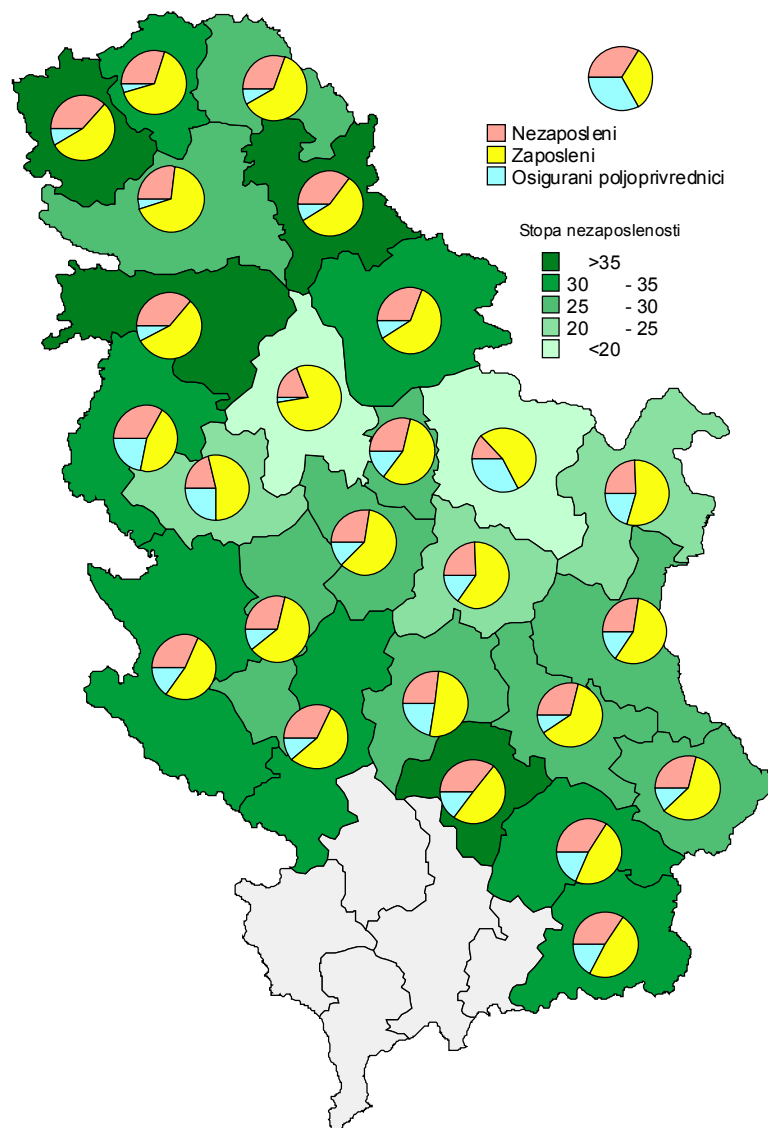 Nezaposleni
Zaposleni
Osigurani poljoprivrednici
Stopa nezaposlenosti
>35
30 - 35
25 - 30
20 - 25
<20